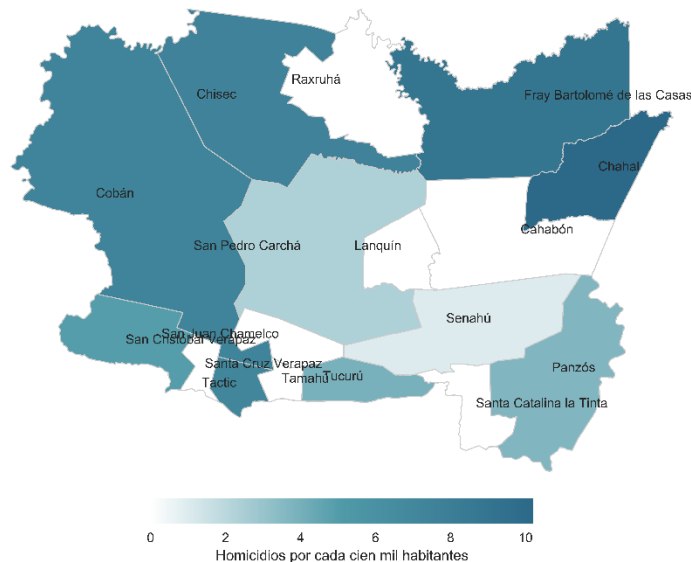 Raxruhá
Chisec
Fray Bartolomé de las Casas
Chahal
Cobán
Cahabón
San Pedro Carchá
Lanquín
Senahú
San Juan Chamelco
San Cristóbal Verapaz
Santa Cruz Verapaz
Panzós
Tactic
Tamahú
Tucurú
Santa Catalina la Tinta
0 2 4 6 8 10
Homicidios por cada cien mil habitantes